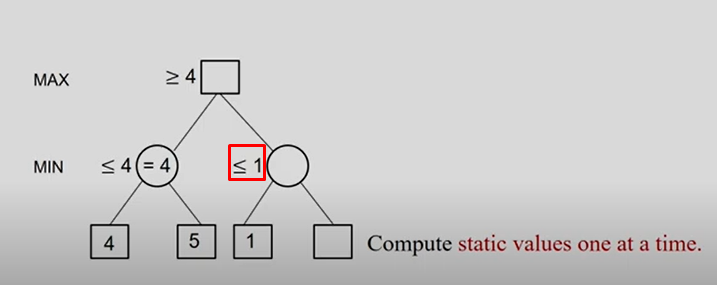 MAX ≥ 4
MIN ≤ 4 = 4 ≤ 1
4 5 1 Compute static values one at a time.